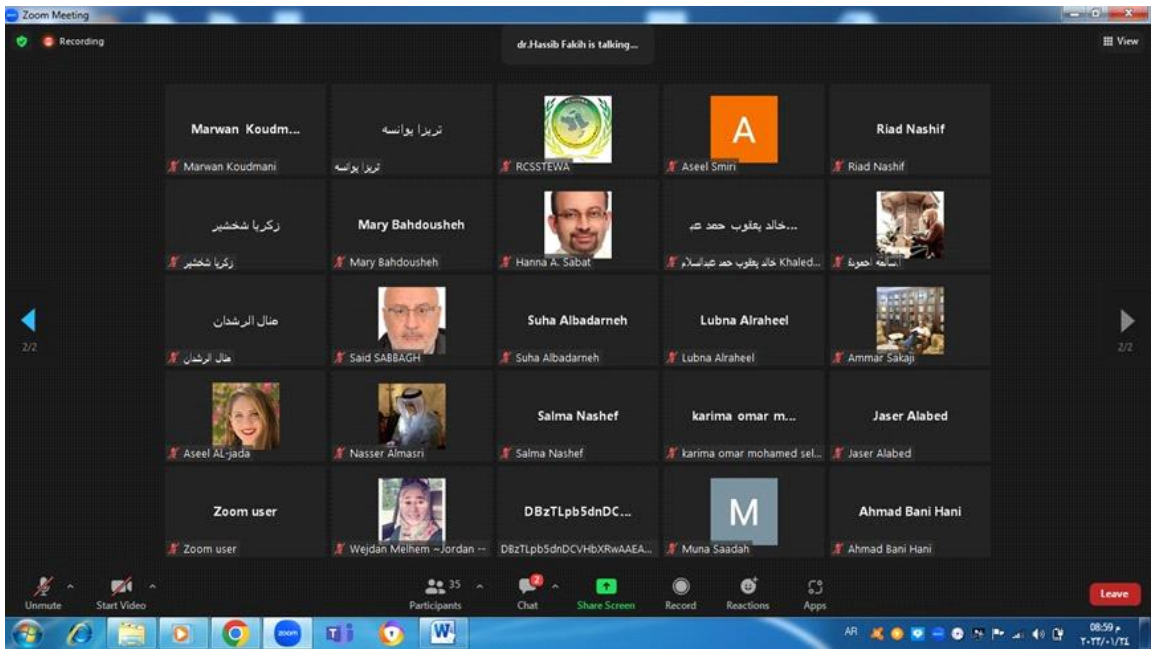 Zoom Meeting
Recording
dr.Hassib Fakih is talking...
View
Marwan Koudm...
Marwan Koudmani
تريزا يوانسه
تريزا يوانسه
RCSSTEWA
A
Aseel Smiri
Riad Nashif
Riad Nashif
زكريا شخشير
زكريا شخشير
Mary Bahdousheh
Mary Bahdousheh
Hanna A. Sabat
خالد يعقوب حمد عبـ...
خالد يعقوب حمد عبدالسلام Khaled...
احمودة
منال الرشدان
منال الرشدان
Said SABBAGH
Suha Albadarneh
Suha Albadarneh
Lubna Alraheel
Lubna Alraheel
Ammar Sakaji
Aseel AL-jada
Nasser Almasri
Salma Nashef
Salma Nashef
karima omar m...
karima omar mohamed sel...
Jaser Alabed
Jaser Alabed
Zoom user
Zoom user
Wejdan Melhem ~Jordan --
DBzTLpb5dnDC...
DBzTLpb5dnDCVHbXRwAAEA...
M
Muna Saadah
Ahmad Bani Hani
Ahmad Bani Hani
2/2
2/2
Unmute
Start Video
35
Participants
2
Chat
Share Screen
Record
Reactions
Apps
Leave
zoom
W
AR
08:59 م
٢٠٢٣/٠١/٢٤